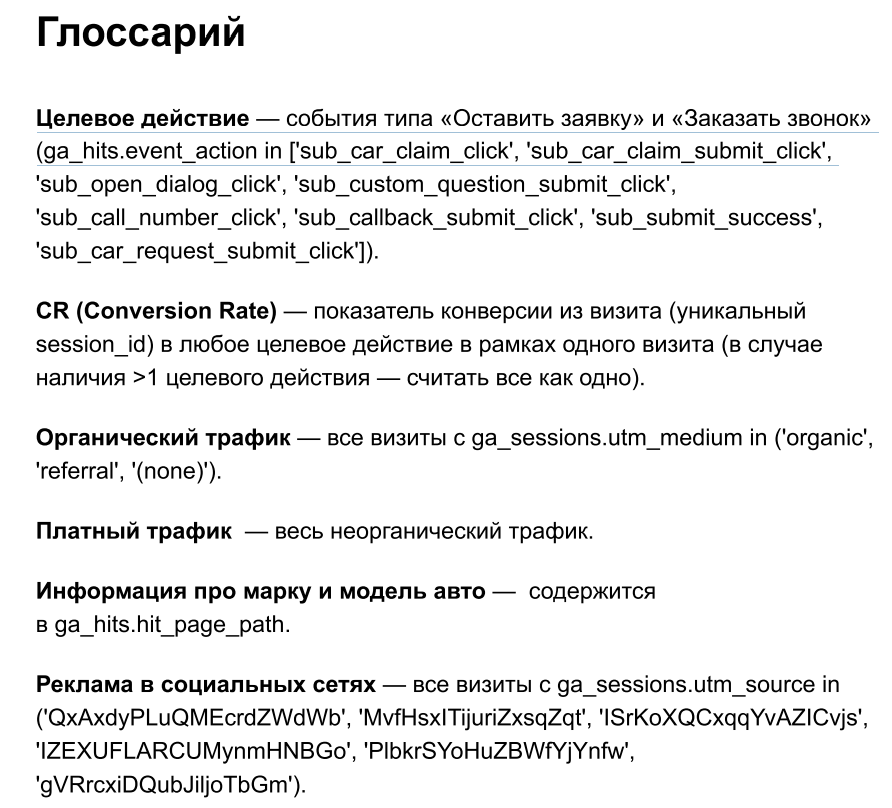 Глоссарий
Целевое действие — события типа «Оставить заявку» и «Заказать звонок»
(ga_hits.event_action in ['sub_car_claim_click', 'sub_car_claim_submit_click',
'sub_open_dialog_click', 'sub_custom_question_submit_click',
'sub_call_number_click', 'sub_callback_submit_click', 'sub_submit_success',
'sub_car_request_submit_click']).
CR (Conversion Rate) — показатель конверсии из визита (уникальный
session_id) в любое целевое действие в рамках одного визита (в случае
наличия >1 целевого действия — считать все как одно).
Органический трафик — все визиты с ga_sessions.utm_medium in ('organic',
'referral', '(none)').
Платный трафик — весь неорганический трафик.
Информация про марку и модель авто — содержится
в ga_hits.hit_page_path.
Реклама в социальных сетях — все визиты с ga_sessions.utm_source in
('QxAxdyPLuQMEcrdZWdWb', 'MvfHsxITijuriZxsqZqt', 'ISrKoXQCxqqYvAZICvjs',
'IZEXUFLARCUMynmHNBGo', 'PlbkrSYoHuZBWfYjYnfw',
'gVRrcxiDQubJiljoTbGm').